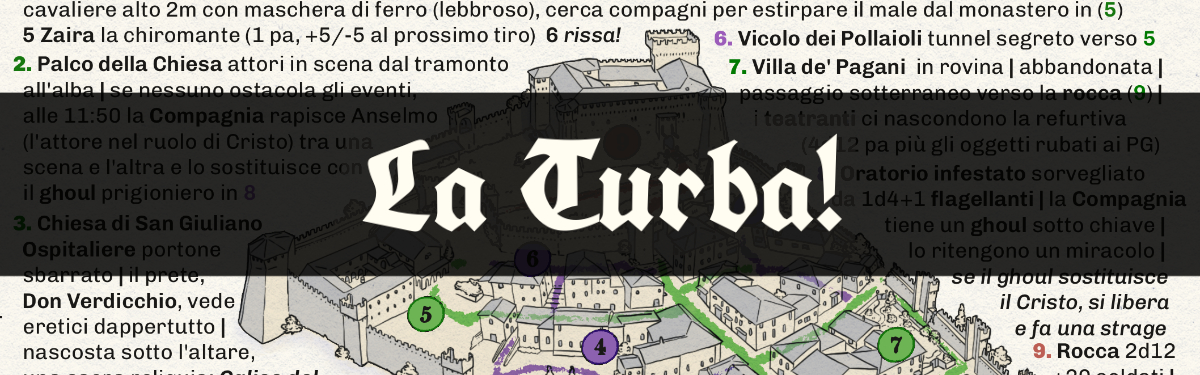 cavaliere alto 2m con maschera di ferro (lebbroso), cerca compagni per estirpare il male dal monastero in (5)
5 Zaira la chiromante (1 pa, +5/-5 al prossimo tiro) 6 rissa!
2. Palco della Chiesa attori in scena dal tramonto
all'alba | se nessuno ostacola gli eventi,
alle 11:50 la Compagnia rapisce Anselmo
(l'attore nel ruolo di Cristo) tra una
scena e l'altra e lo sostituisce con
il ghoul prigioniero in 8
3. Chiesa di San Giuliano
Ospitaliere portone
sbarrato | il prete,
Don Verdicchio, vede
eretici dappertutto |
nascosta sotto l'altare,
La Turba!
6. Vicolo dei Pollaioli tunnel segreto verso 5
7. Villa de' Pagani in rovina | abbandonata |
passaggio sotterraneo verso la rocca (9) |
i teatranti ci nascondono la refurtiva
12 pa più gli oggetti rubati ai PG)
Oratorio infestato sorvegliato
da 1d4+1 flagellanti | la Compagnia
tiene un ghoul sotto chiave |
lo ritengono un miracolo |
se il ghoul sostituisce
il Cristo, si libera
e fa una strage
9. Rocca 2d12
6
5
4
7